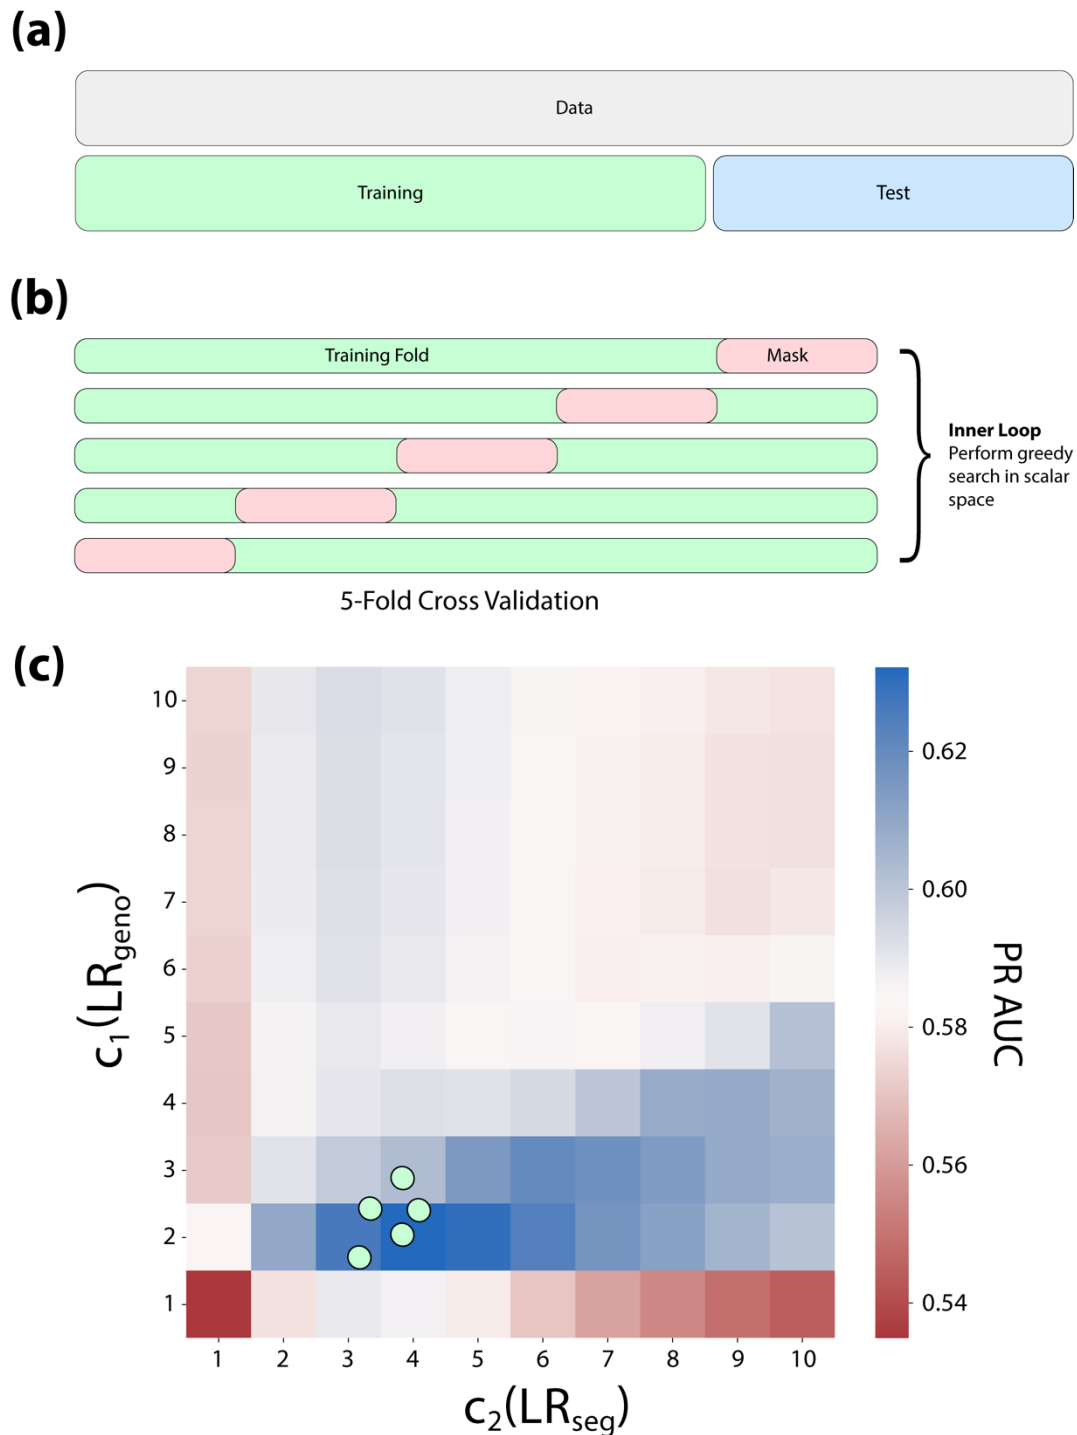 (a)
Data
Training
Test
(b)
Training Fold
Mask
Inner Loop
Perform greedy
search in scalar
space
5-Fold Cross Validation
(c)
10
9
8
7
6
5
4
3
2
1
c₁(LR_geno)
1 2 3 4 5 6 7 8 9 10
c₂(LR_seg)
0.62
0.60
0.58
0.56
0.54
PR AUC